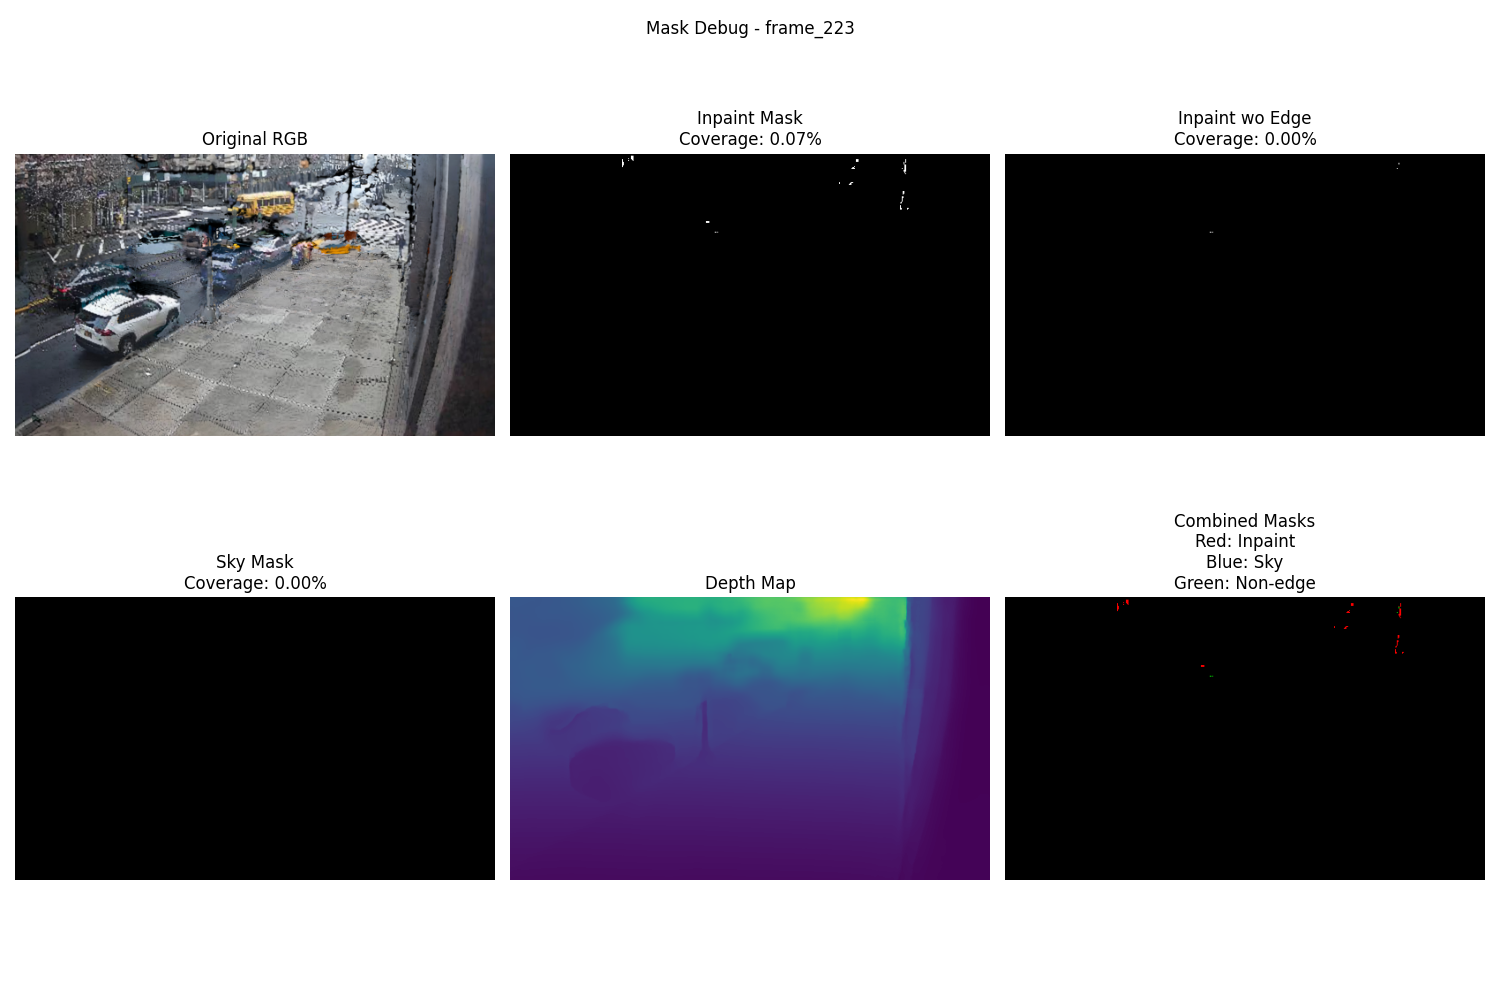 Mask Debug - frame_223
Original RGB
Inpaint Mask
Coverage: 0.07%
Inpaint wo Edge
Coverage: 0.00%
Sky Mask
Coverage: 0.00%
Depth Map
Combined Masks
Red: Inpaint
Blue: Sky
Green: Non-edge